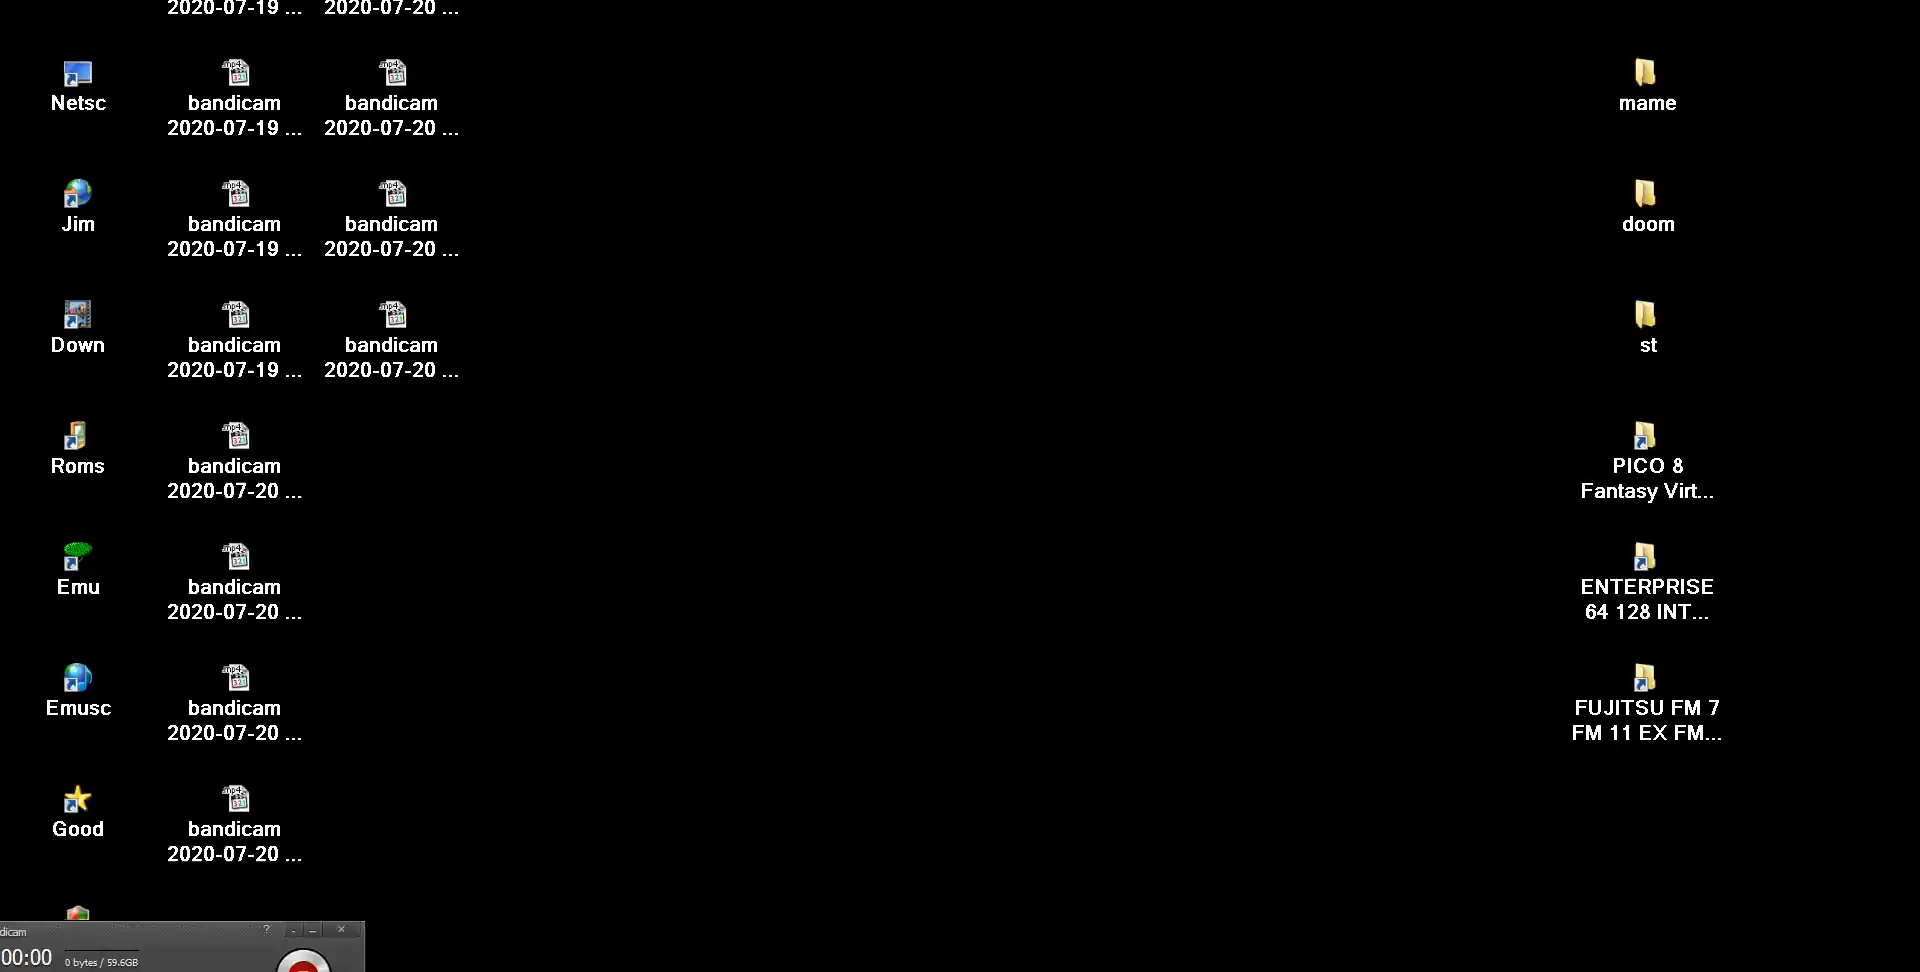 2020-07-19 ...
2020-07-20 ...
Netsc
bandicam
2020-07-19 ...
bandicam
2020-07-20 ...
mame
Jim
bandicam
2020-07-19 ...
bandicam
2020-07-20 ...
doom
Down
bandicam
2020-07-19 ...
bandicam
2020-07-20 ...
st
Roms
bandicam
2020-07-20 ...
PICO 8
Fantasy Virt...
Emu
bandicam
2020-07-20 ...
ENTERPRISE
64 128 INT...
Emusc
bandicam
2020-07-20 ...
FUJITSU FM 7
FM 11 EX FM...
Good
bandicam
2020-07-20 ...
dicam
00:00
0 bytes / 59.6GB